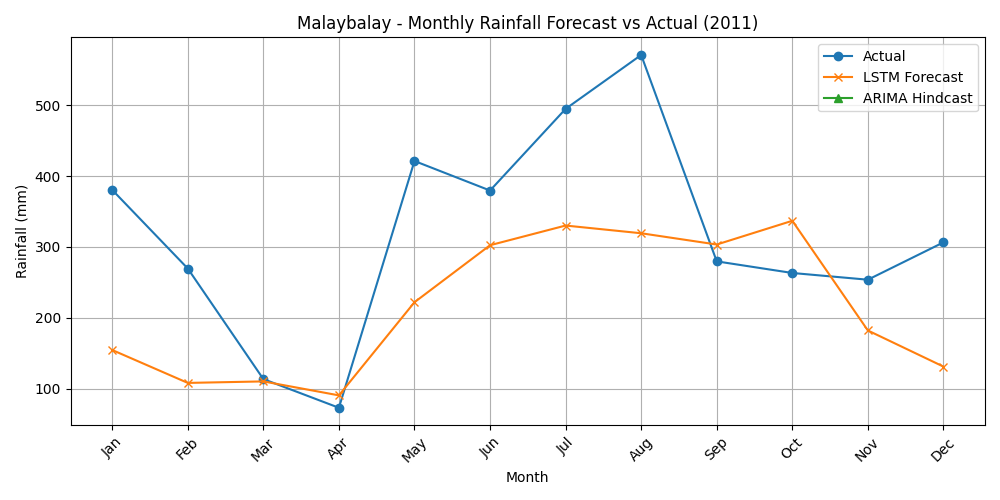 Malaybalay - Monthly Rainfall Forecast vs Actual (2011)
Actual
LSTM Forecast
ARIMA Hindcast
Rainfall (mm)
500
400
300
200
100
Jan
Feb
Mar
Apr
May
Jun
Jul
Aug
Sep
Oct
Nov
Dec
Month